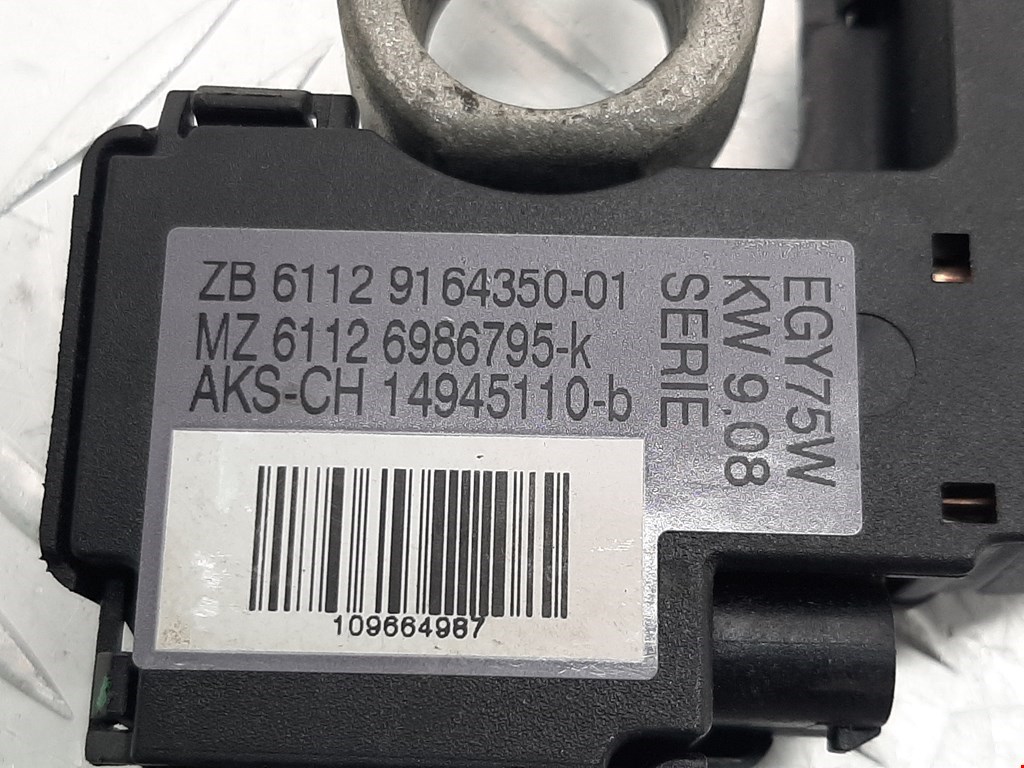 ZB 6112 9164350-01
MZ 6112 6986795-k
AKS-CH 14945110-b
SERIE
KW 9.08
EGY75W
109664987